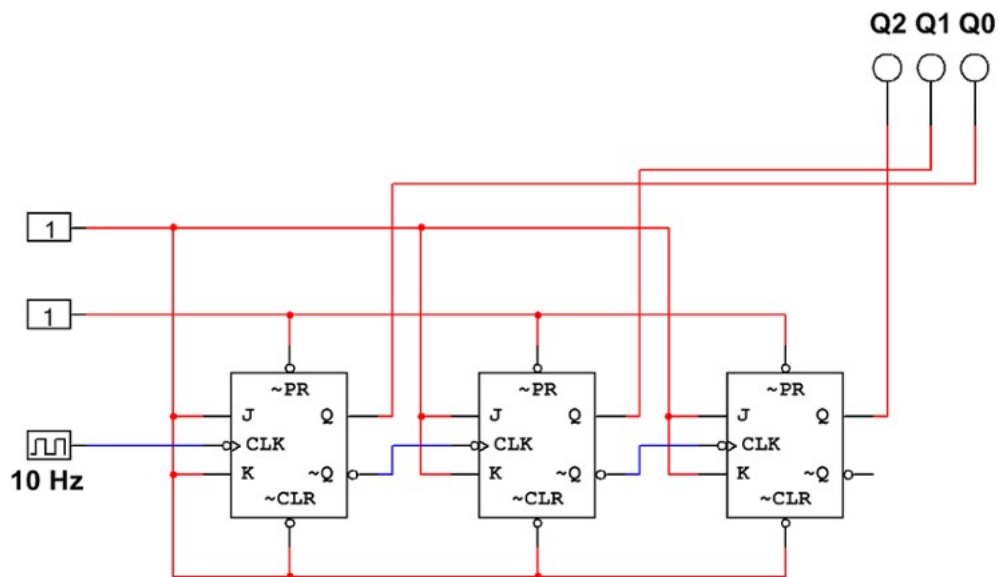 Q2 Q1 Q0
1
1
~PR ~PR ~PR
J Q J Q J Q
CLK CLK CLK
10 Hz
K ~Q K ~Q K ~Q
~CLR ~CLR ~CLR